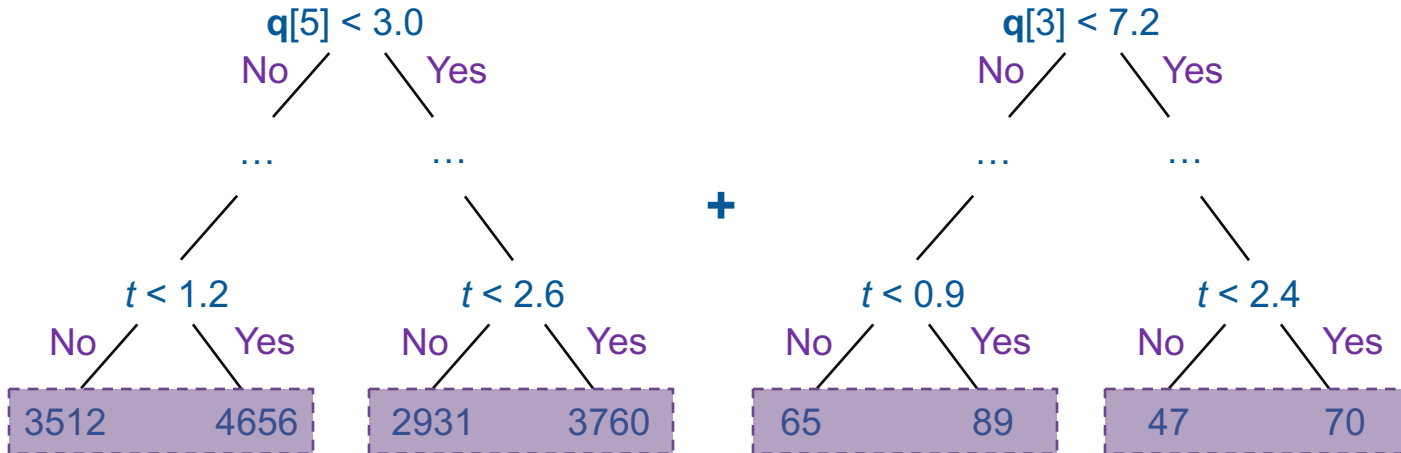 q[5] < 3.0 q[3] < 7.2
No Yes No Yes
... ... ... ...
+
t < 1.2 t < 2.6 t < 0.9 t < 2.4
No Yes No Yes No Yes No Yes
3512 4656 2931 3760 65 89 47 70